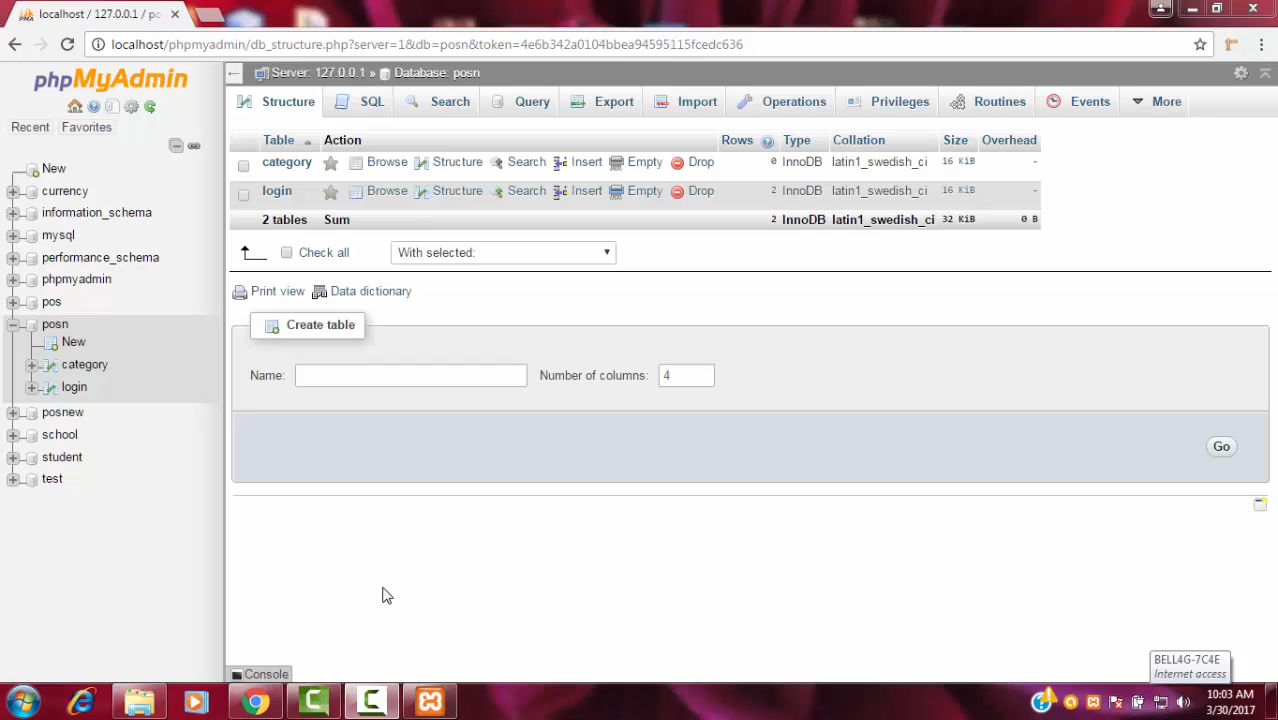 localhost / 127.0.0.1 / po
localhost/phpmyadmin/db_structure.php?server=1&db=posn&token=4e6b342a0104bbea94595115fcedc636
phpMyAdmin
Recent Favorites
New
currency
information_schema
mysql
performance_schema
phpmyadmin
pos
posn
New
category
login
posnew
school
student
test
Server: 127.0.0.1 » Database: posn
Structure SQL Search Query Export Import Operations Privileges Routines Events More
Table Action Rows Type Collation Size Overhead
category Browse Structure Search Insert Empty Drop 0 InnoDB latin1_swedish_ci 16 KiB -
login Browse Structure Search Insert Empty Drop 2 InnoDB latin1_swedish_ci 16 KiB -
2 tables Sum 2 InnoDB latin1_swedish_ci 32 KiB 0 B
Check all With selected:
Print view Data dictionary
Create table
Name: Number of columns: 4
Go
Console
BELL4G-7C4E
Internet access
10:03 AM
3/30/2017